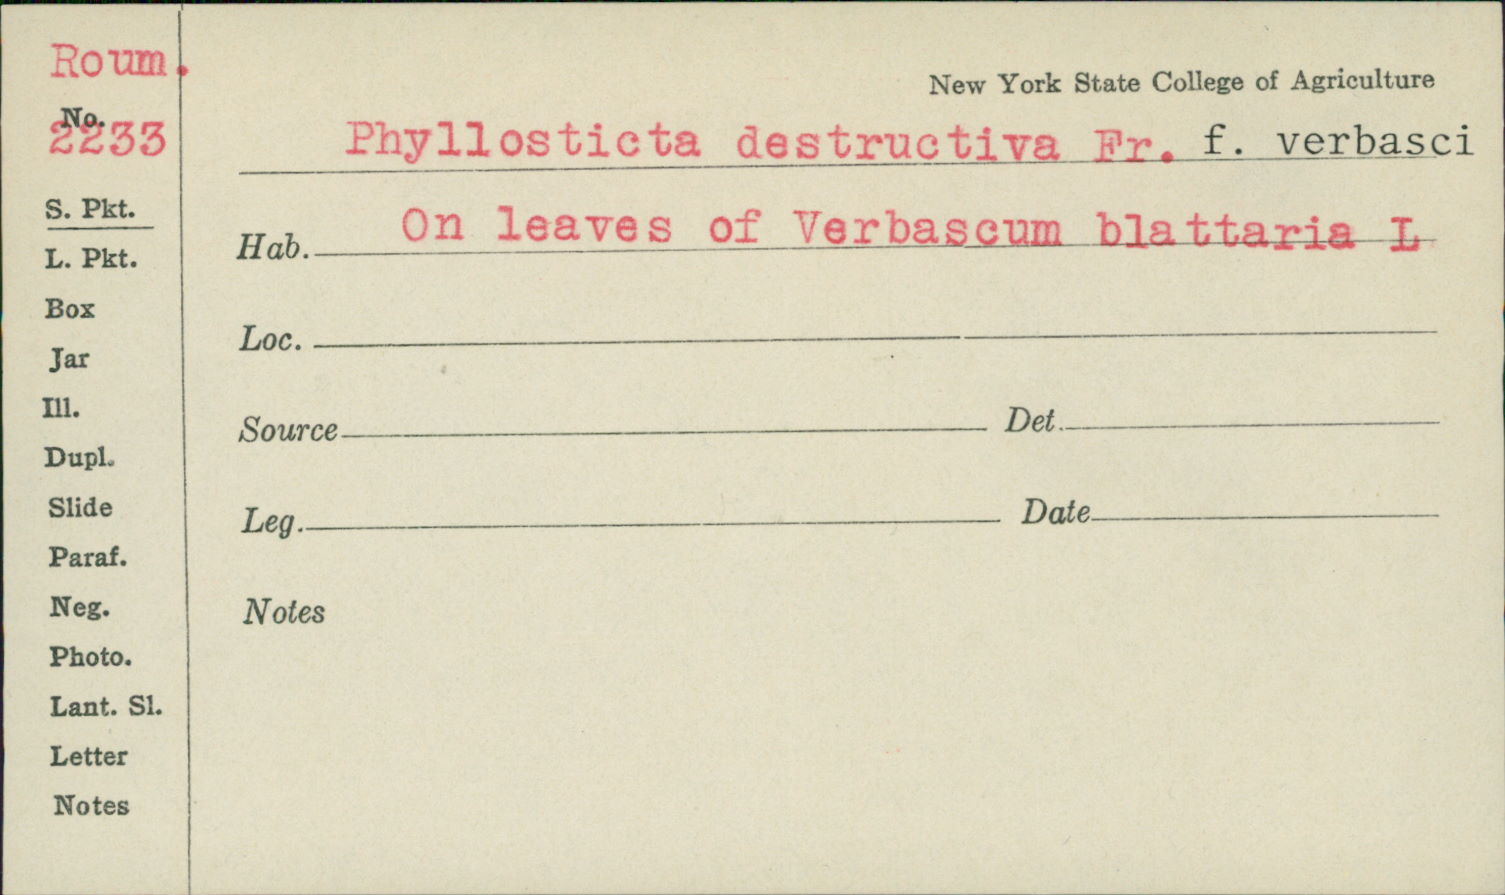 Roum.
No.
2233
New York State College of Agriculture
Phyllosticta destructiva Fr. f. verbasci
S. Pkt.
Hab. On leaves of Verbascum blattaria L
L. Pkt.
Box
Loc.
Jar
Ill.
Source Det.
Dupl.
Slide
Leg. Date
Paraf.
Neg.
Notes
Photo.
Lant. Sl.
Letter
Notes